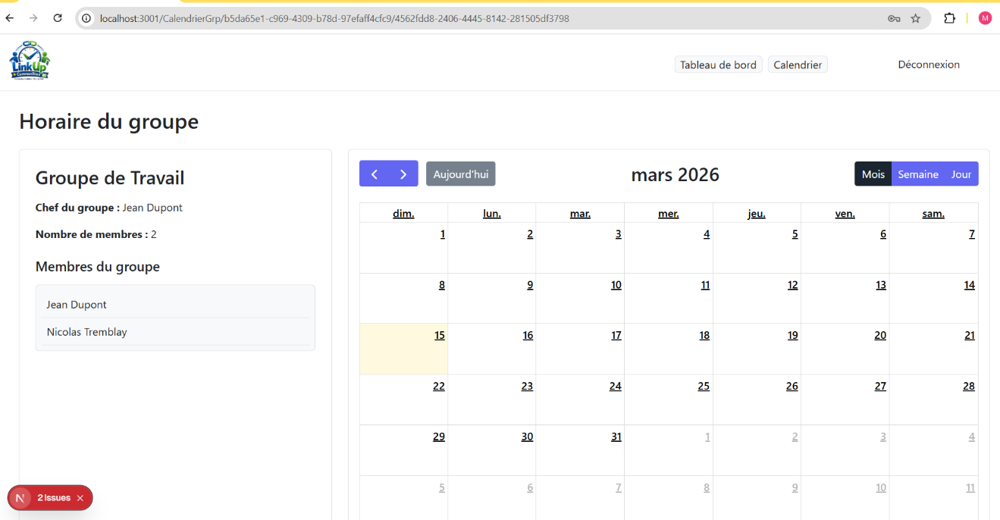 localhost:3001/CalendrierGrp/b5da65e1-c969-4309-b78d-97efaff4cfc9/4562fdd8-2406-4445-8142-281505df3798
M
LinkUp
Tableau de bord Calendrier Déconnexion
Horaire du groupe
Groupe de Travail
Chef du groupe : Jean Dupont
Nombre de membres : 2
Membres du groupe
Jean Dupont
Nicolas Tremblay
Aujourd'hui mars 2026 Mois Semaine Jour
dim. lun. mar. mer. jeu. ven. sam.
1 2 3 4 5 6 7
8 9 10 11 12 13 14
15 16 17 18 19 20 21
22 23 24 25 26 27 28
29 30 31 1 2 3 4
5 6 7 8 9 10 11
N 2 Issues